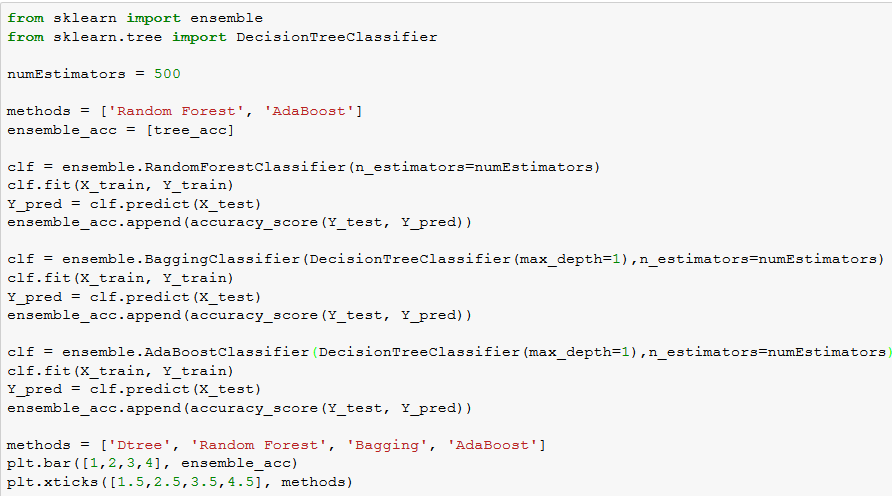 from sklearn import ensemble
from sklearn.tree import DecisionTreeClassifier
numEstimators = 500
methods = ['Random Forest', 'AdaBoost']
ensemble_acc = [tree_acc]
clf = ensemble.RandomForestClassifier(n_estimators=numEstimators)
clf.fit(X_train, Y_train)
Y_pred = clf.predict(X_test)
ensemble_acc.append(accuracy_score(Y_test, Y_pred))
clf = ensemble.BaggingClassifier(DecisionTreeClassifier(max_depth=1),n_estimators=numEstimators)
clf.fit(X_train, Y_train)
Y_pred = clf.predict(X_test)
ensemble_acc.append(accuracy_score(Y_test, Y_pred))
clf = ensemble.AdaBoostClassifier(DecisionTreeClassifier(max_depth=1),n_estimators=numEstimators)
clf.fit(X_train, Y_train)
Y_pred = clf.predict(X_test)
ensemble_acc.append(accuracy_score(Y_test, Y_pred))
methods = ['Dtree', 'Random Forest', 'Bagging', 'AdaBoost']
plt.bar([1,2,3,4], ensemble_acc)
plt.xticks([1.5,2.5,3.5,4.5], methods)